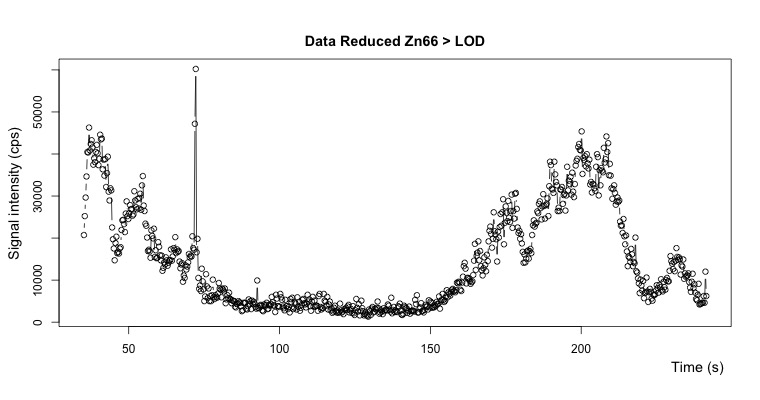 Data Reduced Zn66 > LOD
Signal intensity (cps)
50000
30000
10000
0
50
100
150
200
Time (s)